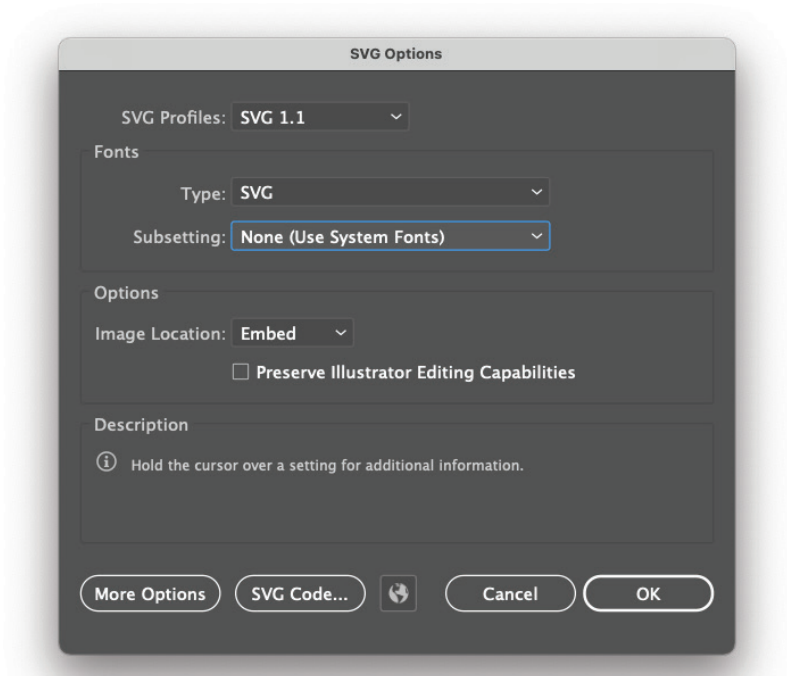 SVG Options
SVG Profiles: SVG 1.1
Fonts
Type: SVG
Subsetting: None (Use System Fonts)
Options
Image Location: Embed
Preserve Illustrator Editing Capabilities
Description
Hold the cursor over a setting for additional information.
More Options SVG Code... Cancel OK